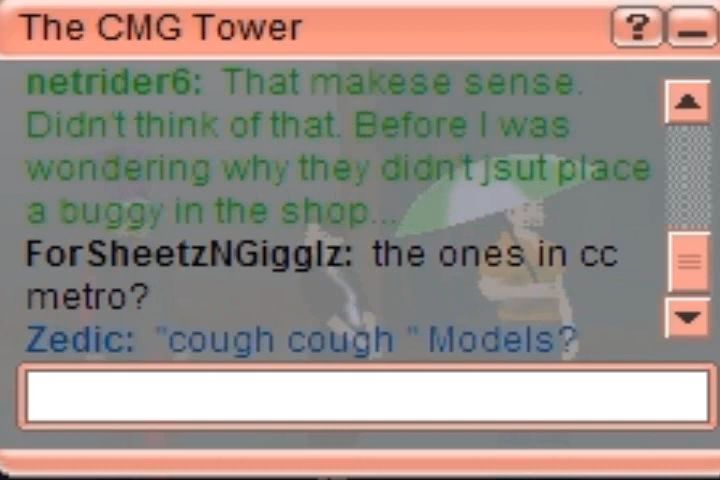 The CMG Tower
?
netrider6: That makese sense.
Didn't think of that. Before I was
wondering why they didn't jsut place
a buggy in the shop...
ForSheetzNGigglz: the ones in cc
metro?
Zedic: "cough cough " Models?